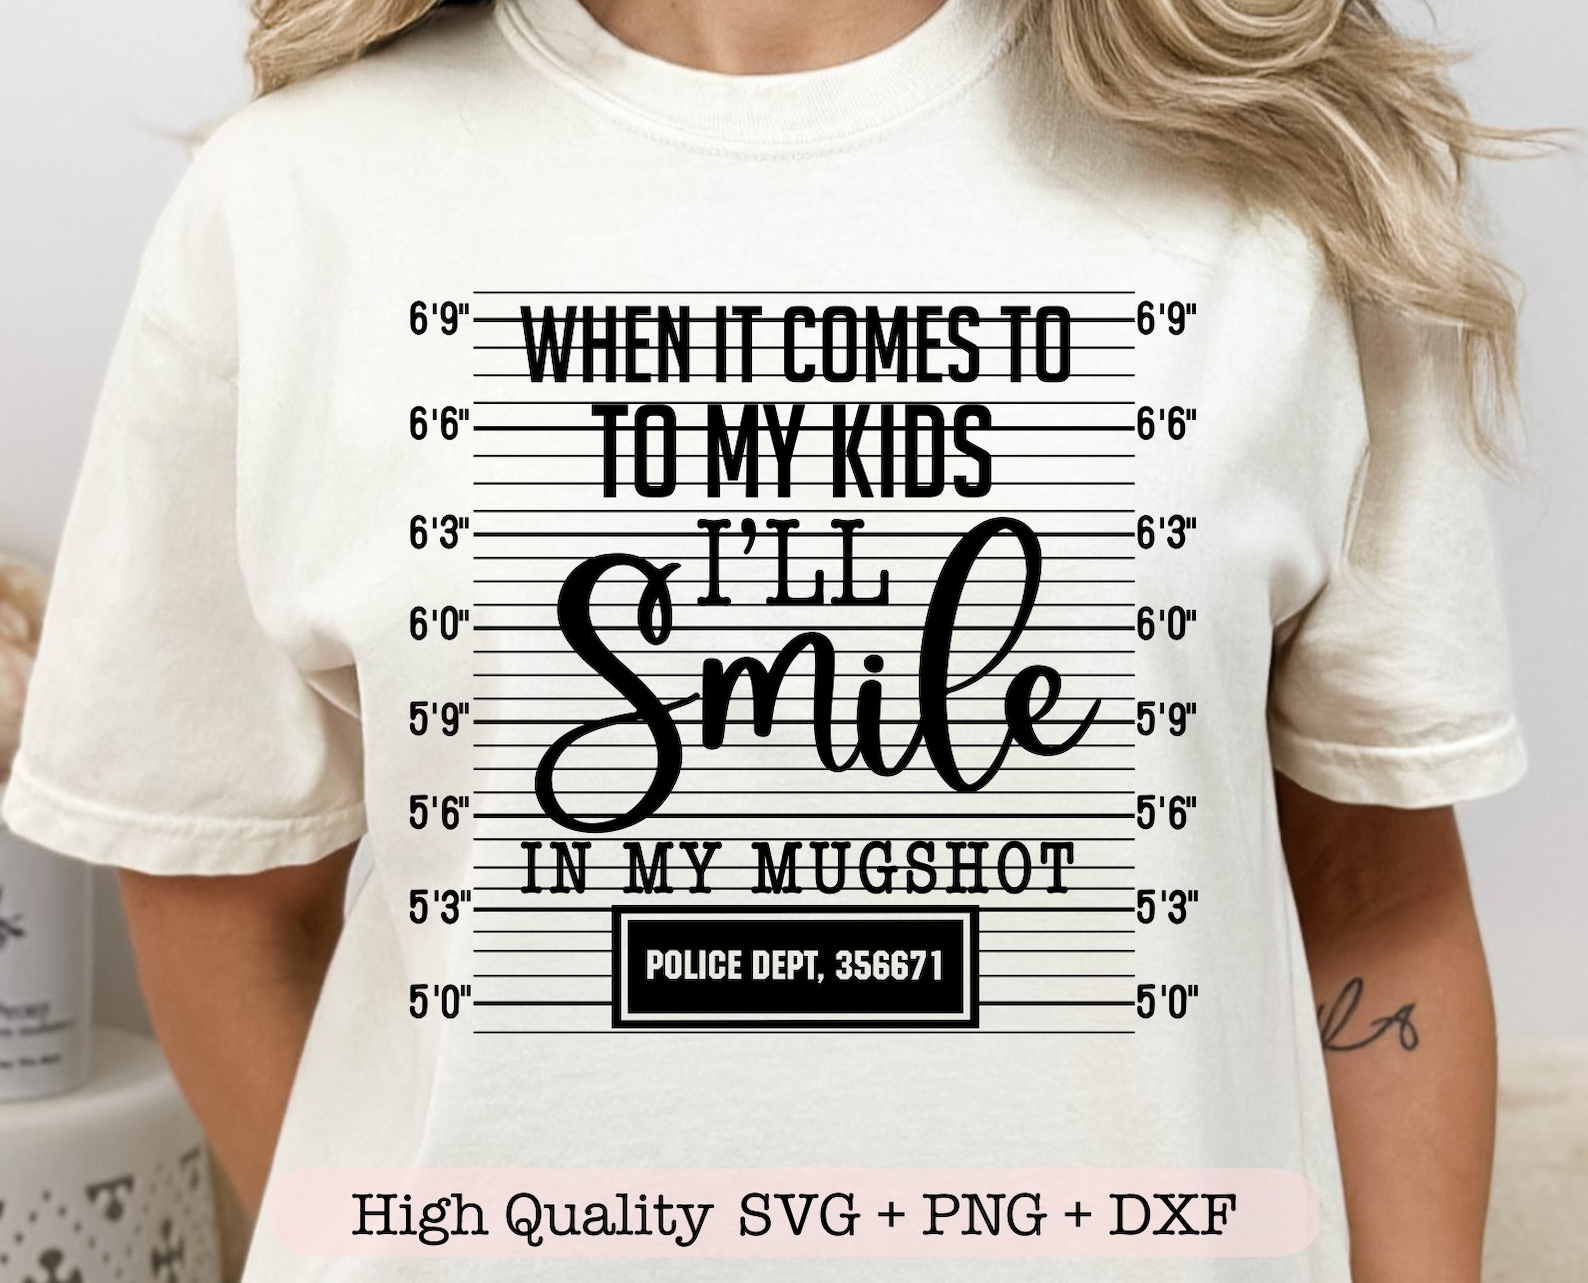 6'9" WHEN IT COMES TO 6'9"
6'6" TO MY KIDS 6'6"
6'3" I'LL 6'3"
6'0" Smile 6'0"
5'9" 5'9"
5'6" 5'6"
IN MY MUGSHOT
5'3" 5'3"
POLICE DEPT, 356671
5'0" 5'0"
High Quality SVG + PNG + DXF